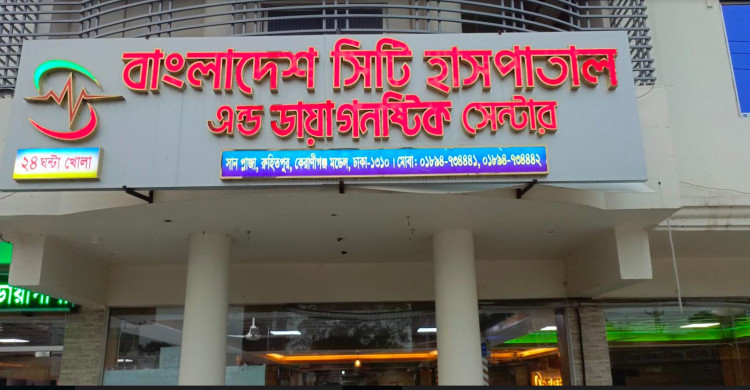 বাংলাদেশ সিটি হাসপাতাল
এন্ড ডায়াগনষ্টিক সেন্টার
২৪ ঘন্টা খোলা
সান প্লাজা, রুহিতপুর, কেরাণীগঞ্জ মডেল, ঢাকা-১৩১০। মোবা: ০১৮৯৪-৭৩৪৪৪১, ০১৮৯৪-৭৩৪৪৪২